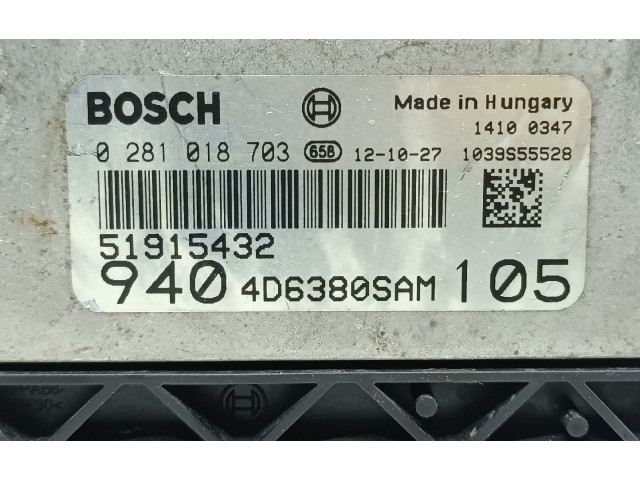 BOSCH Made in Hungary
1410 0347
0 281 018 703 658 12-10-27 1039S55528
51915432
940 4D6380SAM 105